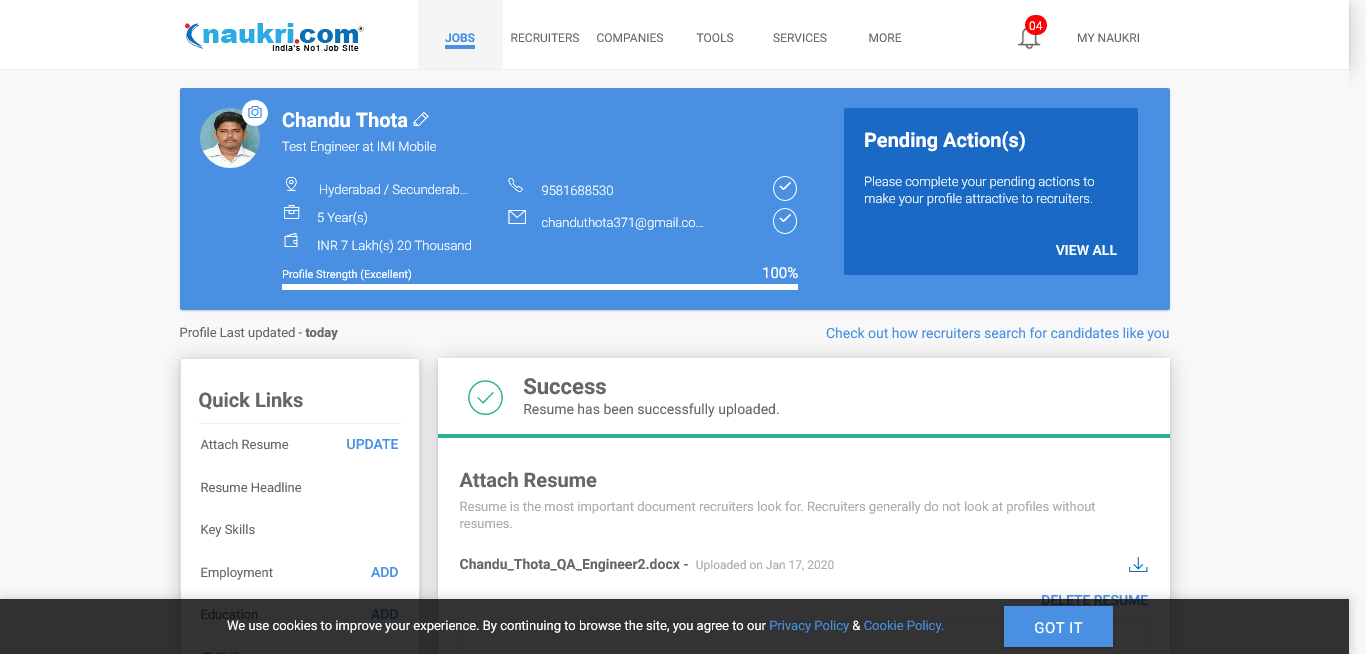 naukri.com
India's No1 Job Site
JOBS
RECRUITERS
COMPANIES
TOOLS
SERVICES
MORE
04
MY NAUKRI
Chandu Thota
Test Engineer at IMI Mobile
Hyderabad / Secunderab...
9581688530
5 Year(s)
chanduthota371@gmail.co...
INR 7 Lakh(s) 20 Thousand
Profile Strength (Excellent)
100%
Pending Action(s)
Please complete your pending actions to
make your profile attractive to recruiters.
VIEW ALL
Profile Last updated - today
Check out how recruiters search for candidates like you
Quick Links
Attach Resume
UPDATE
Resume Headline
Key Skills
Employment
ADD
Education
ADD
Success
Resume has been successfully uploaded.
Attach Resume
Resume is the most important document recruiters look for. Recruiters generally do not look at profiles without
resumes.
Chandu_Thota_QA_Engineer2.docx - Uploaded on Jan 17, 2020
DELETE RESUME
We use cookies to improve your experience. By continuing to browse the site, you agree to our Privacy Policy & Cookie Policy.
GOT IT